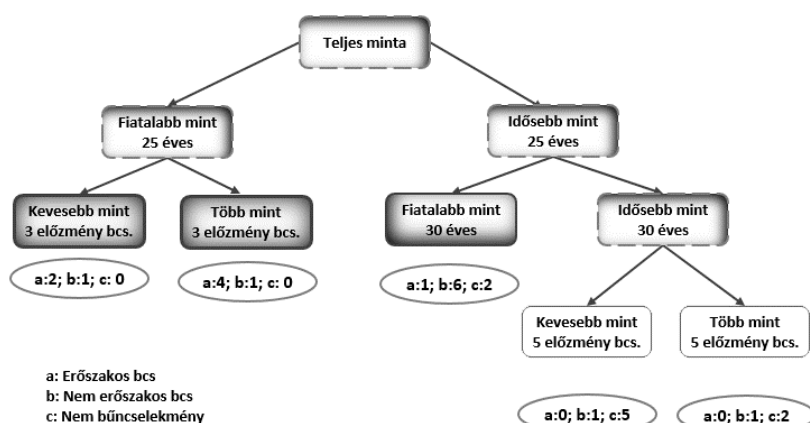 Teljes minta
Fiatalabb mint
25 éves
Idősebb mint
25 éves
Kevesebb mint
3 előzmény bcs.
Több mint
3 előzmény bcs.
Fiatalabb mint
30 éves
Idősebb mint
30 éves
a:2; b:1; c: 0
a:4; b:1; c: 0
a:1; b:6; c:2
Kevesebb mint
5 előzmény bcs.
Több mint
5 előzmény bcs.
a: Erőszakos bcs
b: Nem erőszakos bcs
c: Nem bűncselekmény
a:0; b:1; c:5
a:0; b:1; c:2